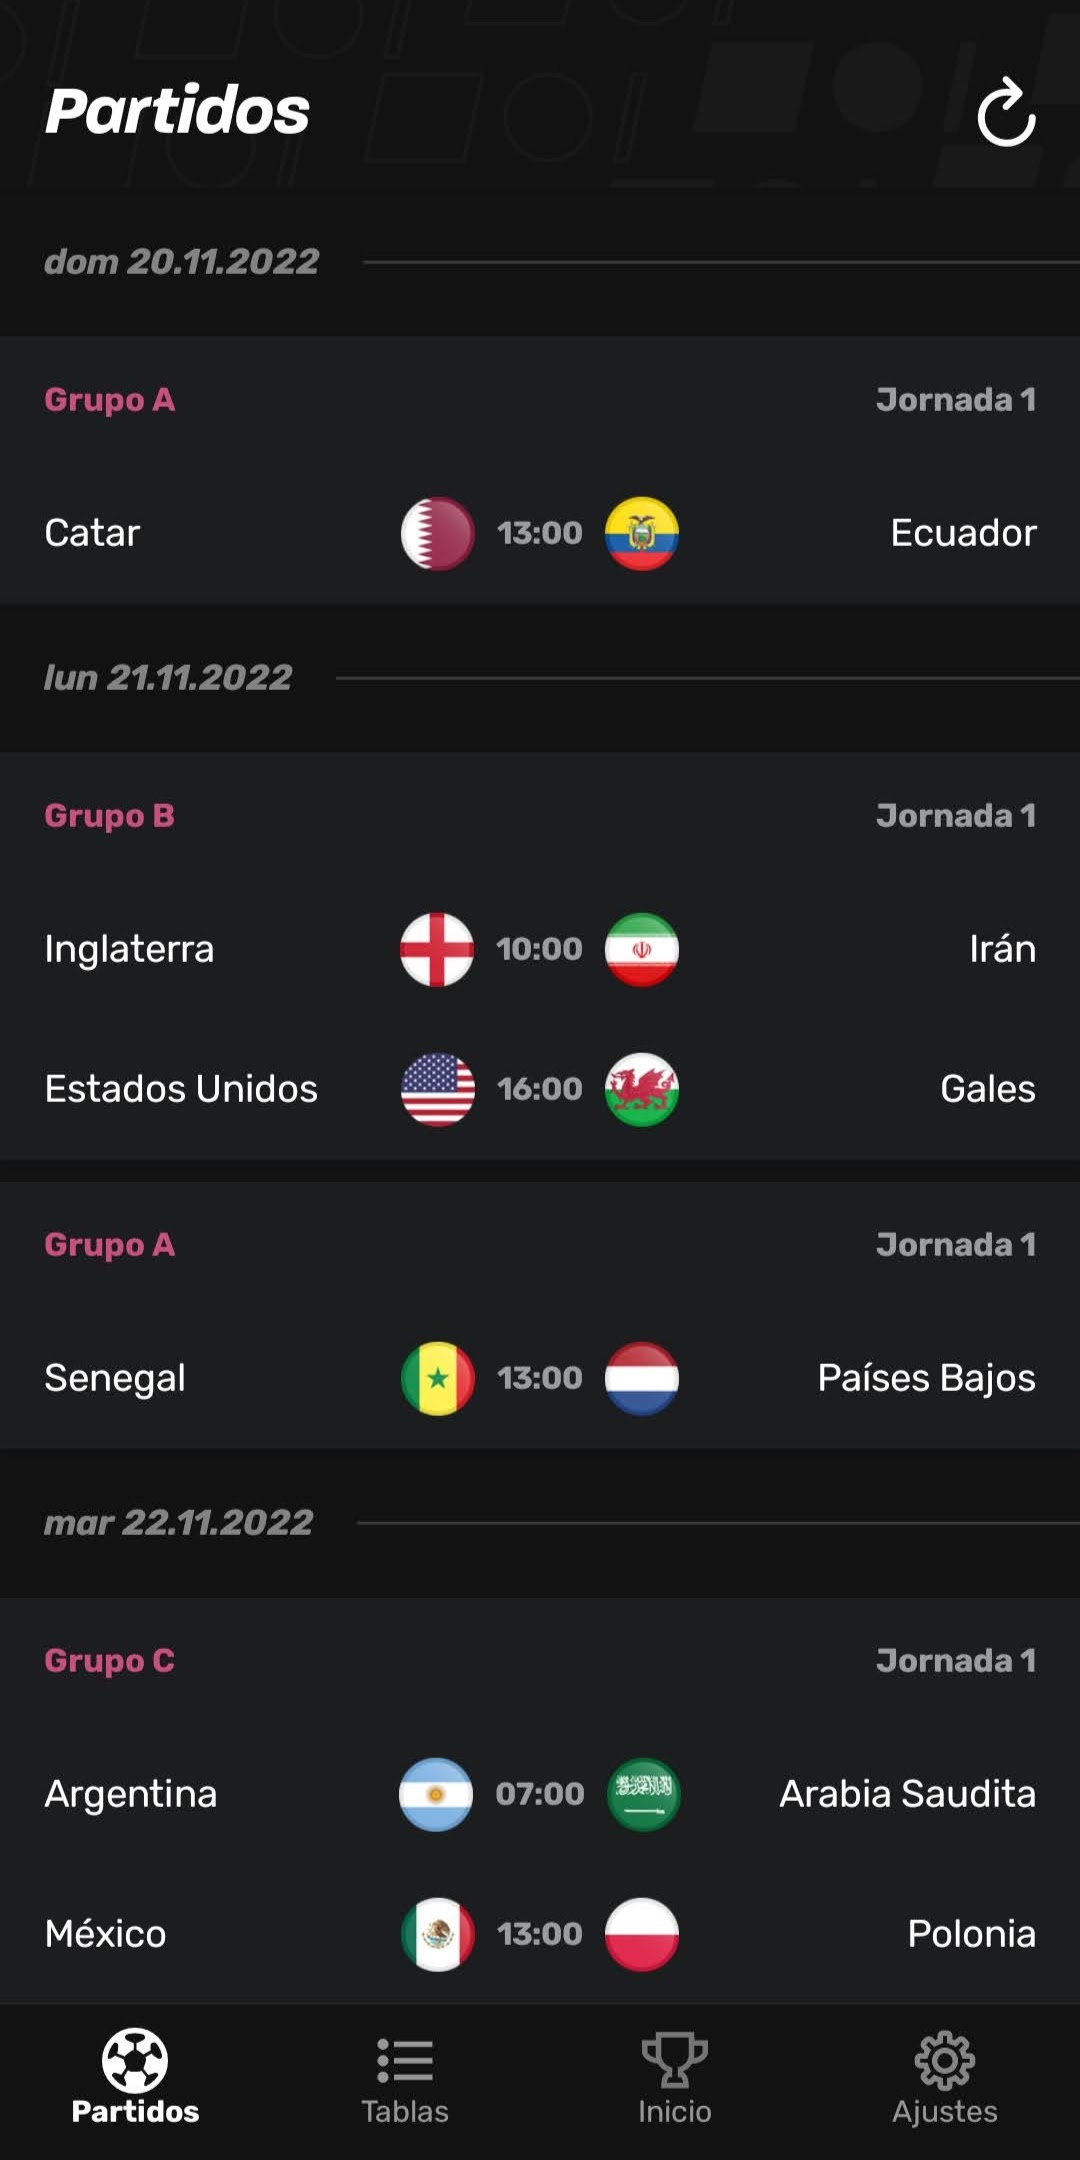 Partidos
dom 20.11.2022
Grupo A Jornada 1
Catar 13:00 Ecuador
lun 21.11.2022
Grupo B Jornada 1
Inglaterra 10:00 Irán
Estados Unidos 16:00 Gales
Grupo A Jornada 1
Senegal 13:00 Países Bajos
mar 22.11.2022
Grupo C Jornada 1
Argentina 07:00 Arabia Saudita
México 13:00 Polonia
Partidos Tablas Inicio Ajustes